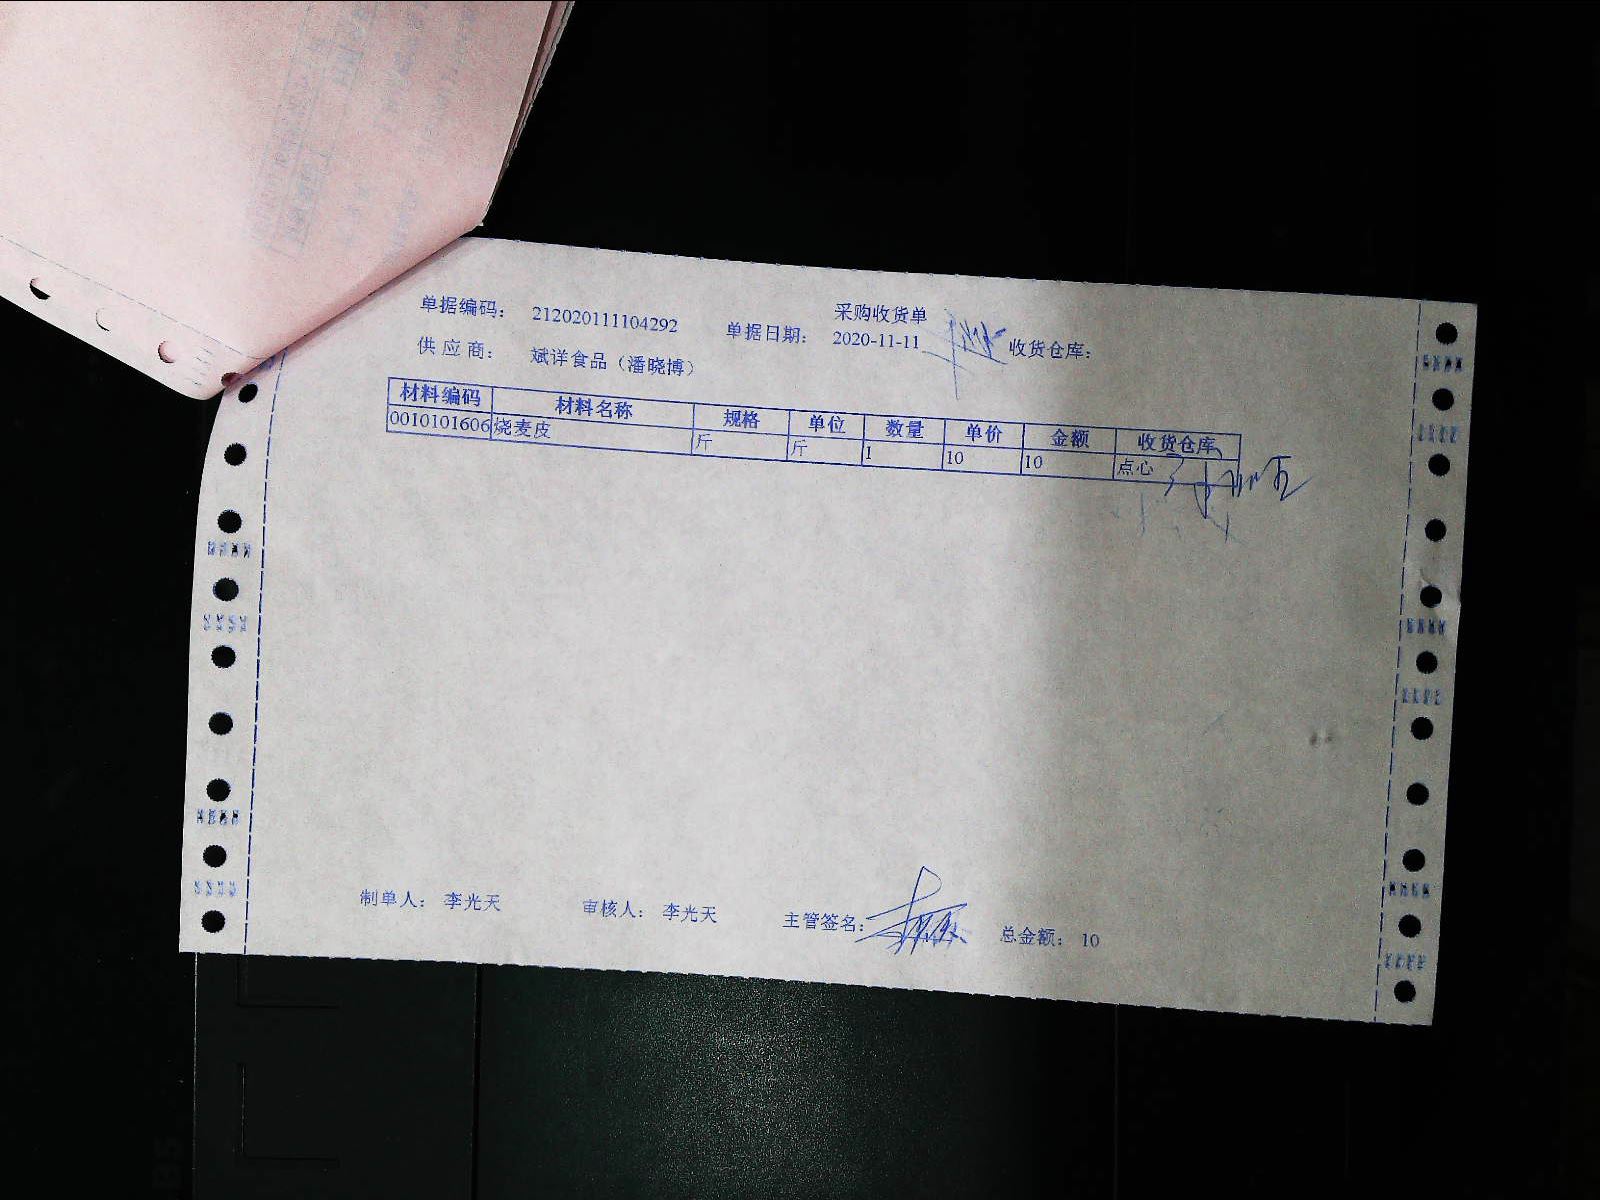 采购收货单
单据编码： 212020111104292 单据日期： 2020-11-11 收货仓库：
供应商： 斌洋食品（潘晓博）
材料编码 材料名称 规格 单位 数量 单价 金额 收货仓库
0010101606 烧麦皮 斤 斤 1 10 10 点心
制单人： 李光天 审核人： 李光天 主管签名： 总金额： 10